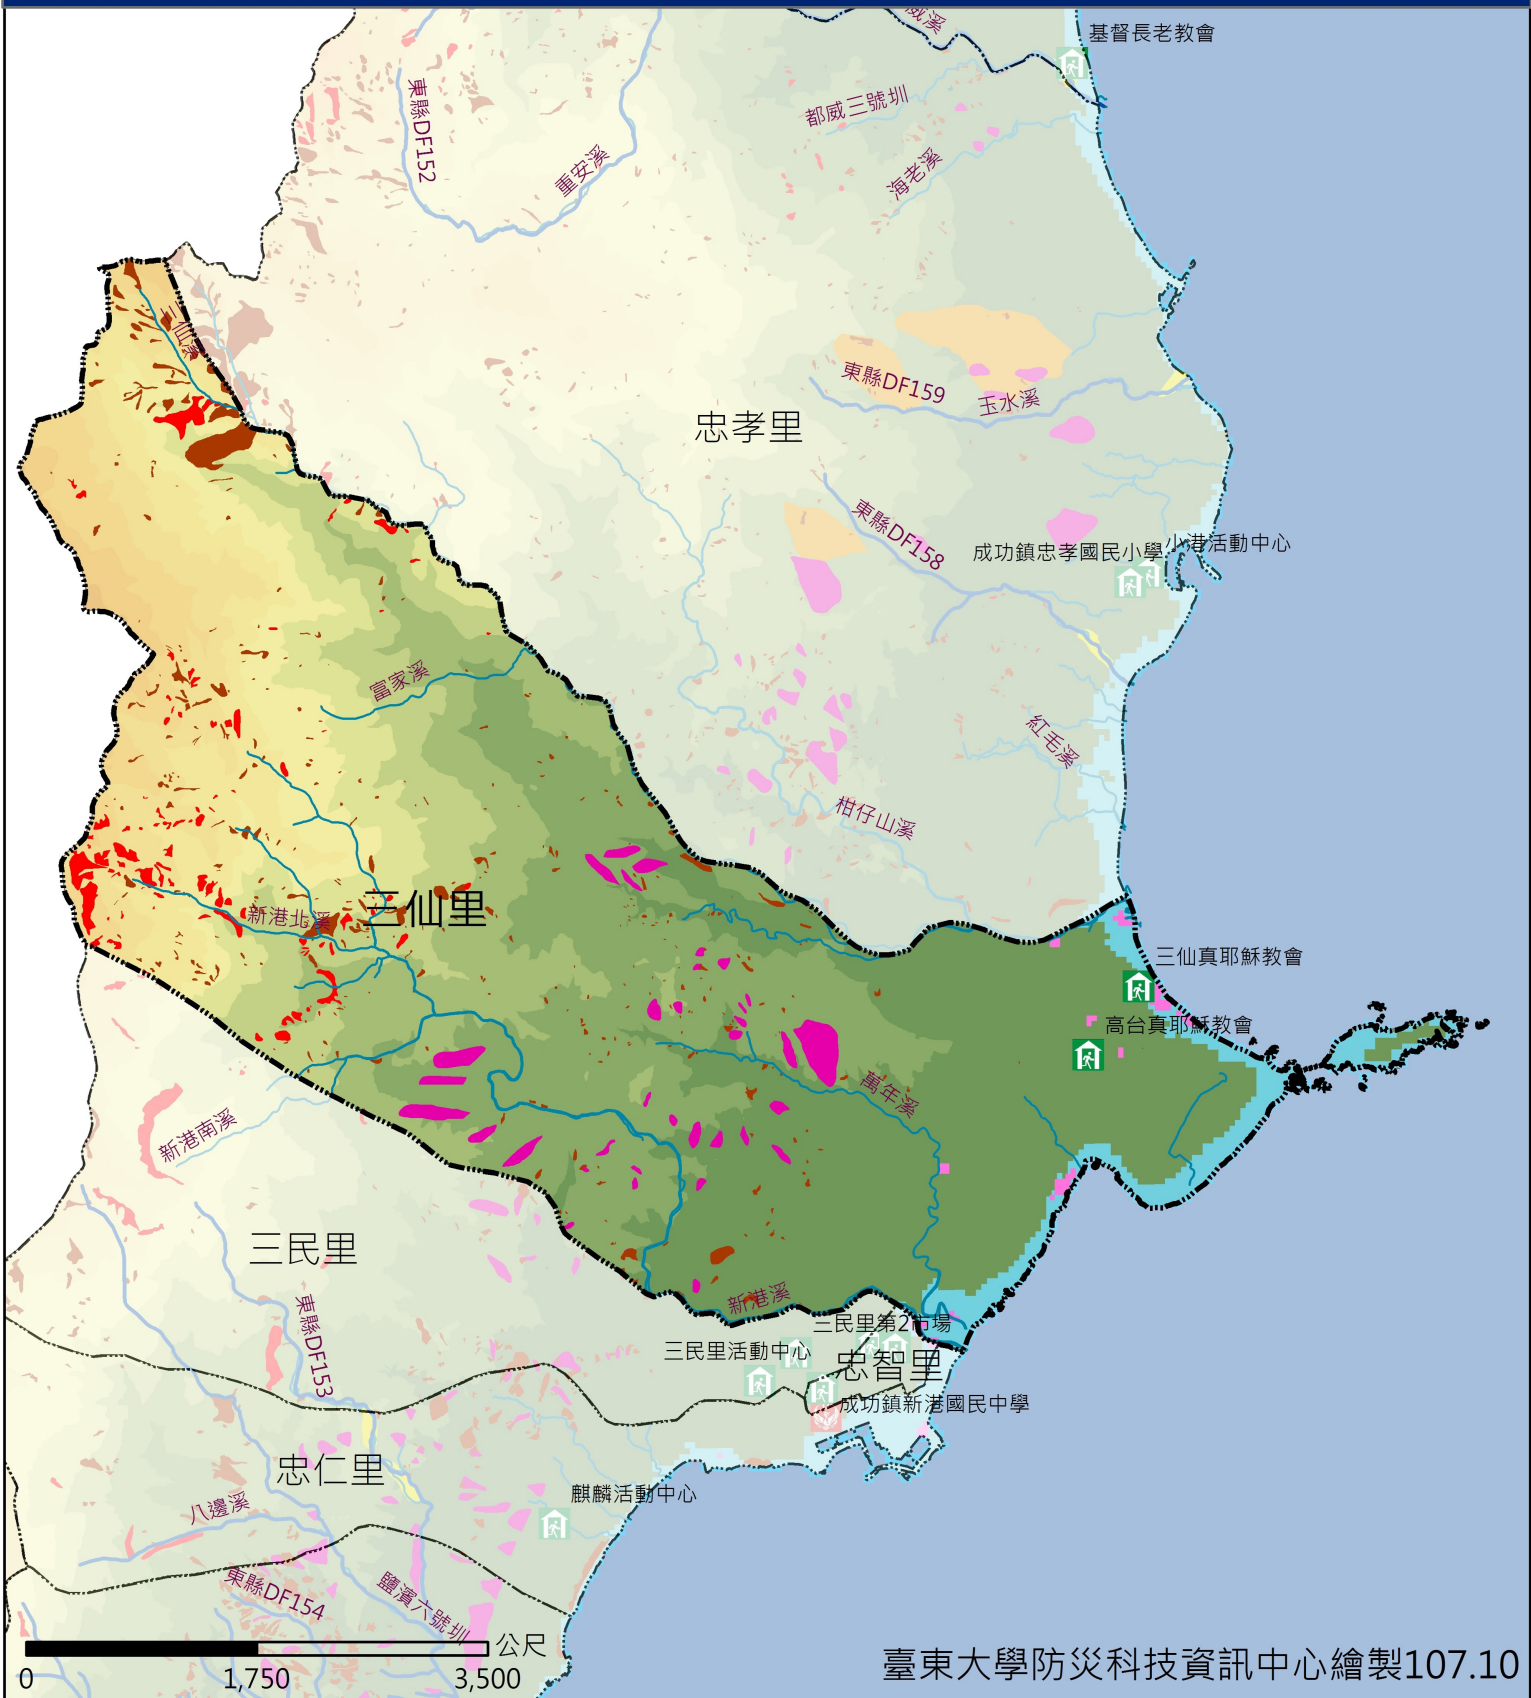 基督長老教會
威溪
東縣DF152
都威三號圳
重安溪
海老溪
三仙溪
東縣DF159
玉水溪
忠孝里
東縣DF158
成功鎮忠孝國民小學
小港活動中心
富家溪
紅毛溪
柑仔山溪
新港北溪
三仙里
三仙真耶穌教會
高台真耶穌教會
萬年溪
新港南溪
三民里
新港溪
東縣DF153
三民里第2市場
三民里活動中心
忠智里
成功鎮新港國民中學
忠仁里
麒麟活動中心
八邊溪
東縣DF154
鹽濱六號圳
公尺
0
1,750
3,500
臺東大學防災科技資訊中心繪製107.10